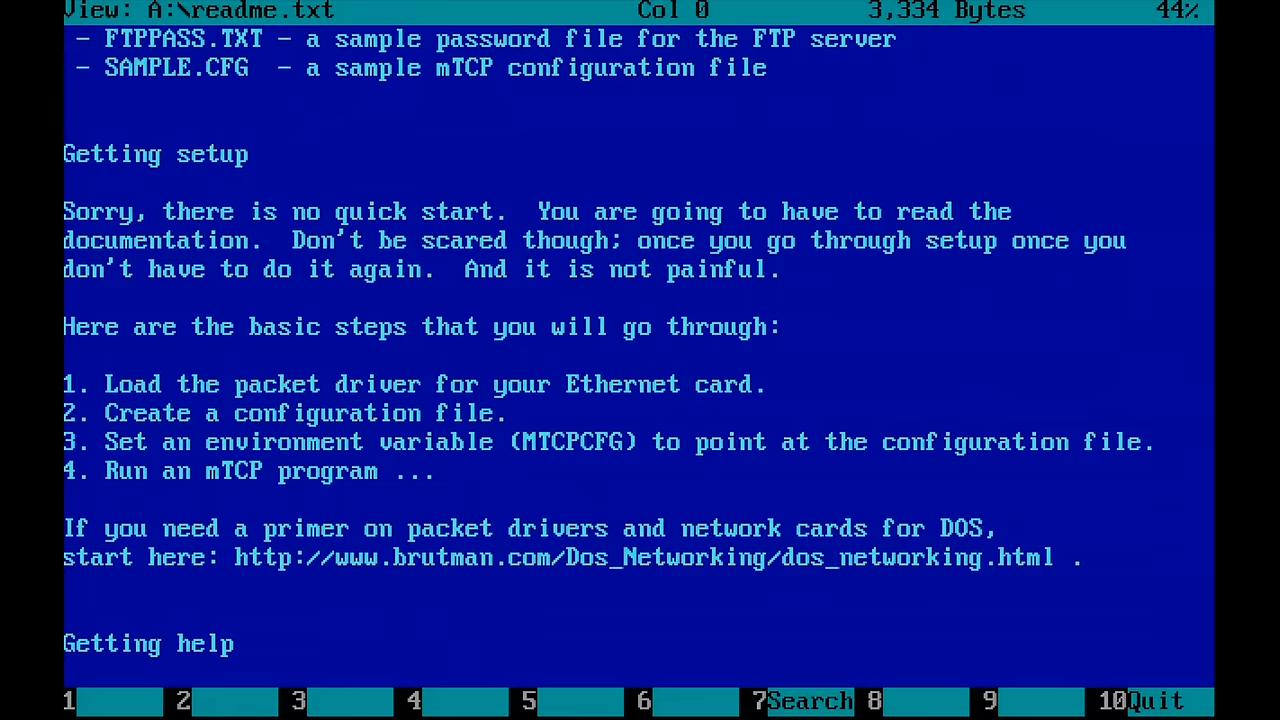 View: A:\readme.txt Col 0 3,334 Bytes 44%
- FTPPASS.TXT - a sample password file for the FTP server
- SAMPLE.CFG - a sample mTCP configuration file
Getting setup
Sorry, there is no quick start. You are going to have to read the
documentation. Don't be scared though; once you go through setup once you
don't have to do it again. And it is not painful.
Here are the basic steps that you will go through:
1. Load the packet driver for your Ethernet card.
2. Create a configuration file.
3. Set an environment variable (MTCPCFG) to point at the configuration file.
4. Run an mTCP program ...
If you need a primer on packet drivers and network cards for DOS,
start here: http://www.brutman.com/Dos_Networking/dos_networking.html .
Getting help
1 2 3 4 5 6 7Search 8 9 10Quit